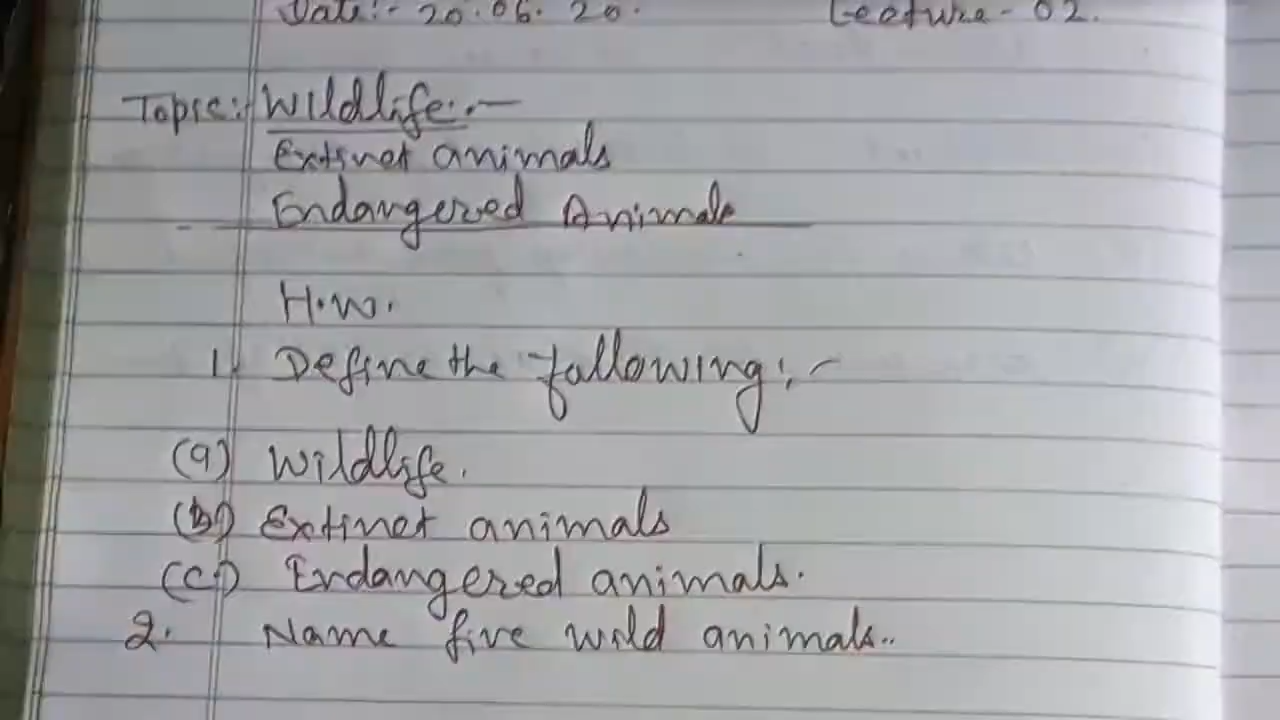 Date:- 20.06.20. Lecture-02.
Topic:- Wildlife:-
Extinct animals
Endangered Animals
H.W.
1. Define the following:-
(a) Wildlife.
(b) Extinct animals
(c) Endangered animals.
2. Name five wild animals..